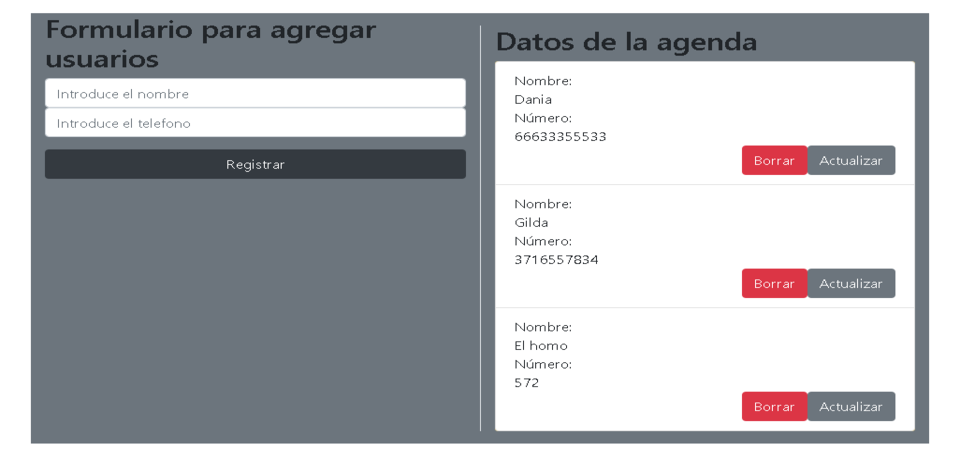 Formulario para agregar
usuarios
Introduce el nombre
Introduce el telefono
Registrar
Datos de la agenda
Nombre:
Dania
Número:
66633355533
Borrar Actualizar
Nombre:
Gilda
Número:
3716557834
Borrar Actualizar
Nombre:
El homo
Número:
572
Borrar Actualizar